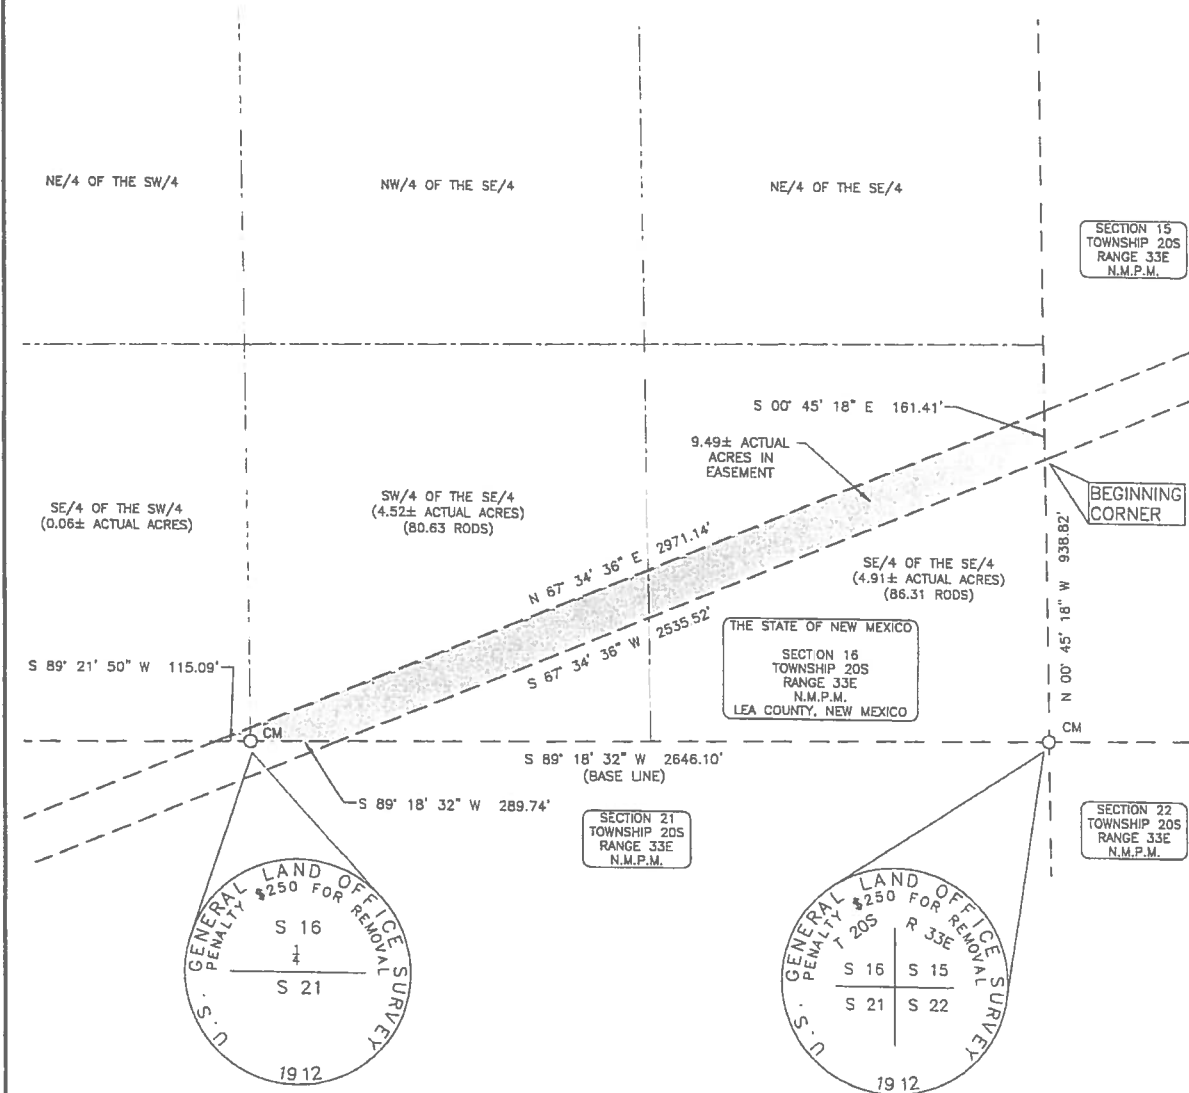 NE/4 OF THE SW/4
NW/4 OF THE SE/4
NE/4 OF THE SE/4
SECTION 15
TOWNSHIP 20S
RANGE 33E
N.M.P.M.
S 00° 45' 18" E 161.41'
9.49± ACTUAL
ACRES IN
EASEMENT
SE/4 OF THE SW/4
(0.06± ACTUAL ACRES)
SW/4 OF THE SE/4
(4.52± ACTUAL ACRES)
(80.63 RODS)
BEGINNING
CORNER
N 67° 34' 36" E 2971.14'
SE/4 OF THE SE/4
(4.91± ACTUAL ACRES)
(86.31 RODS)
N 00° 45' 18" W 938.82'
S 67° 34' 36" W 2535.52'
THE STATE OF NEW MEXICO
SECTION 16
TOWNSHIP 20S
RANGE 33E
N.M.P.M.
LEA COUNTY, NEW MEXICO
S 89° 21' 50" W 115.09'
CM
CM
S 89° 18' 32" W 2646.10'
(BASE LINE)
S 89° 18' 32" W 289.74'
SECTION 21
TOWNSHIP 20S
RANGE 33E
N.M.P.M.
SECTION 22
TOWNSHIP 20S
RANGE 33E
N.M.P.M.
U.S. GENERAL LAND OFFICE SURVEY
PENALTY $250 FOR REMOVAL
S 16
1/4
S 21
1912
U.S. GENERAL LAND OFFICE SURVEY
PENALTY $250 FOR REMOVAL
T 20S R 33E
S 16 S 15
S 21 S 22
1912